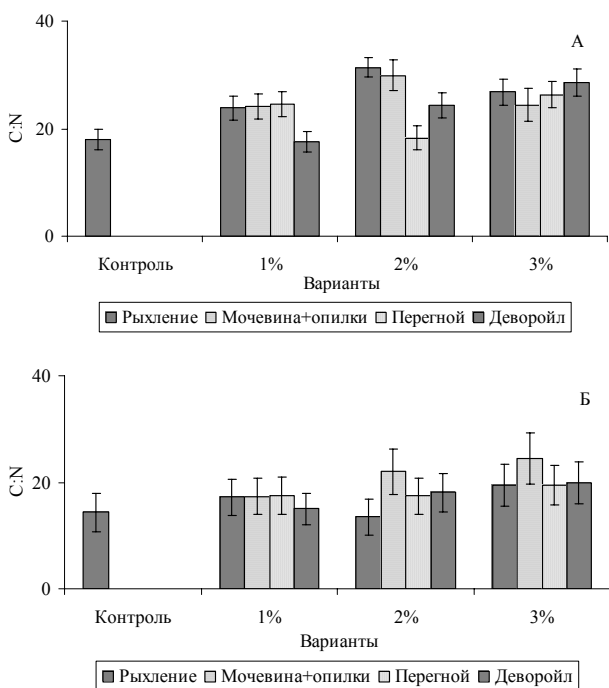 А
40
20
0
C:N
Контроль 1% 2% 3%
Варианты
Рыхление Мочевина+опилки Перегной Деворойл
Б
40
20
0
C:N
Контроль 1% 2% 3%
Варианты
Рыхление Мочевина+опилки Перегной Деворойл